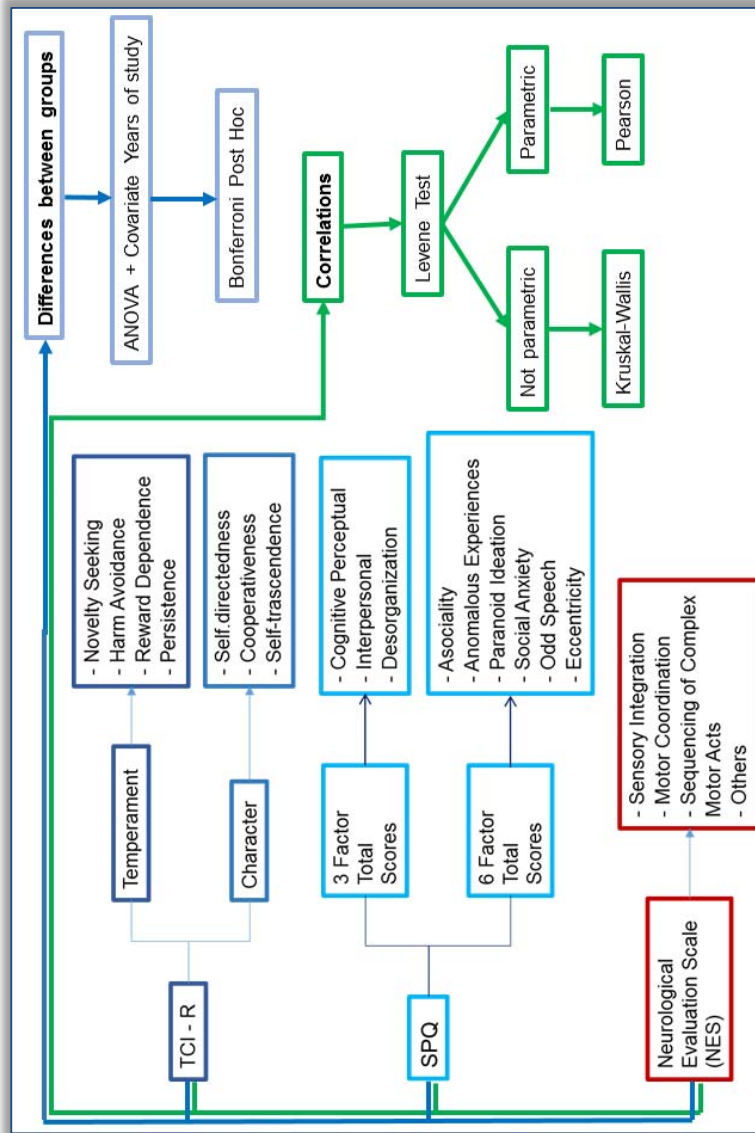 TCI - R
Temperament
- Novelty Seeking
- Harm Avoidance
- Reward Dependence
- Persistence
Character
- Self.directedness
- Cooperativeness
- Self-trascendence
SPQ
3 Factor
Total
Scores
- Cognitive Perceptual
- Interpersonal
- Desorganization
6 Factor
Total
Scores
- Asociality
- Anomalous Experiences
- Paranoid Ideation
- Social Anxiety
- Odd Speech
- Eccentricity
Neurological
Evaluation Scale
(NES)
- Sensory Integration
- Motor Coordination
- Sequencing of Complex
Motor Acts
- Others
Differences between groups
ANOVA + Covariate Years of study
Bonferroni Post Hoc
Correlations
Levene Test
Not parametric
Parametric
Kruskal-Wallis
Pearson